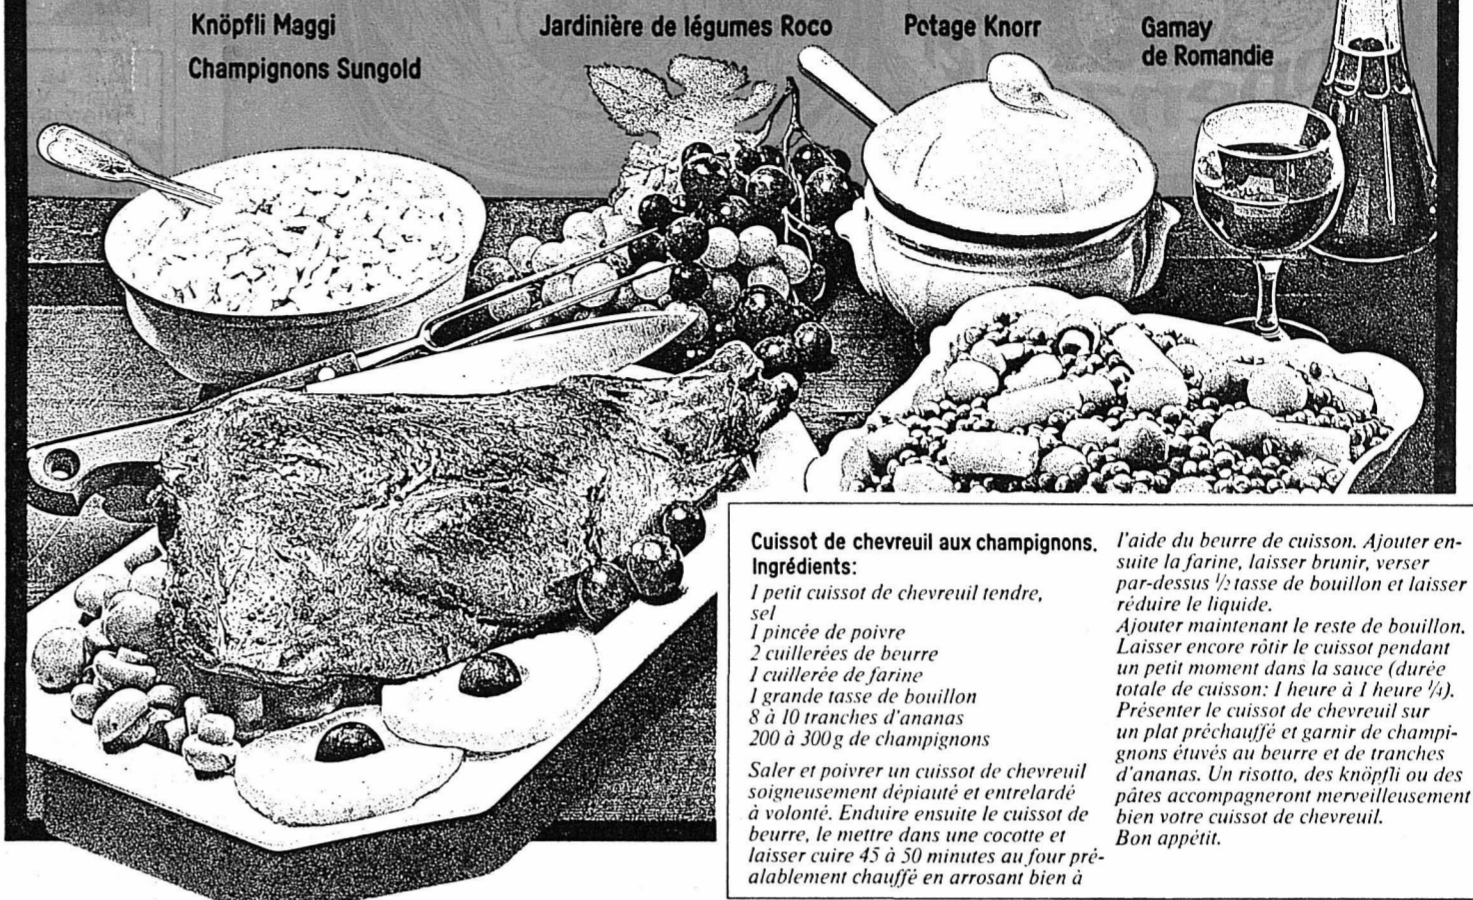 Knöpfli Maggi
Champignons Sungold
Jardinière de légumes Roco
Potage Knorr
Gamay
de Romandie
Cuissot de chevreuil aux champignons.
Ingrédients:
1 petit cuissot de chevreuil tendre,
sel
1 pincée de poivre
2 cuillerées de beurre
1 cuillerée de farine
1 grande tasse de bouillon
8 à 10 tranches d'ananas
200 à 300 g de champignons
Saler et poivrer un cuissot de chevreuil
soigneusement dépiauté et entrelardé
à volonté. Enduire ensuite le cuissot de
beurre, le mettre dans une cocotte et
laisser cuire 45 à 50 minutes au four pré-
alablement chauffé en arrosant bien à
l'aide du beurre de cuisson. Ajouter en-
suite la farine, laisser brunir, verser
par-dessus ½ tasse de bouillon et laisser
réduire le liquide.
Ajouter maintenant le reste de bouillon.
Laisser encore rôtir le cuissot pendant
un petit moment dans la sauce (durée
totale de cuisson: 1 heure à 1 heure ¼).
Présenter le cuissot de chevreuil sur
un plat préchauffé et garnir de champi-
gnons étuvés au beurre et de tranches
d'ananas. Un risotto, des knöpfli ou des
pâtes accompagneront merveilleusement
bien votre cuissot de chevreuil.
Bon appétit.